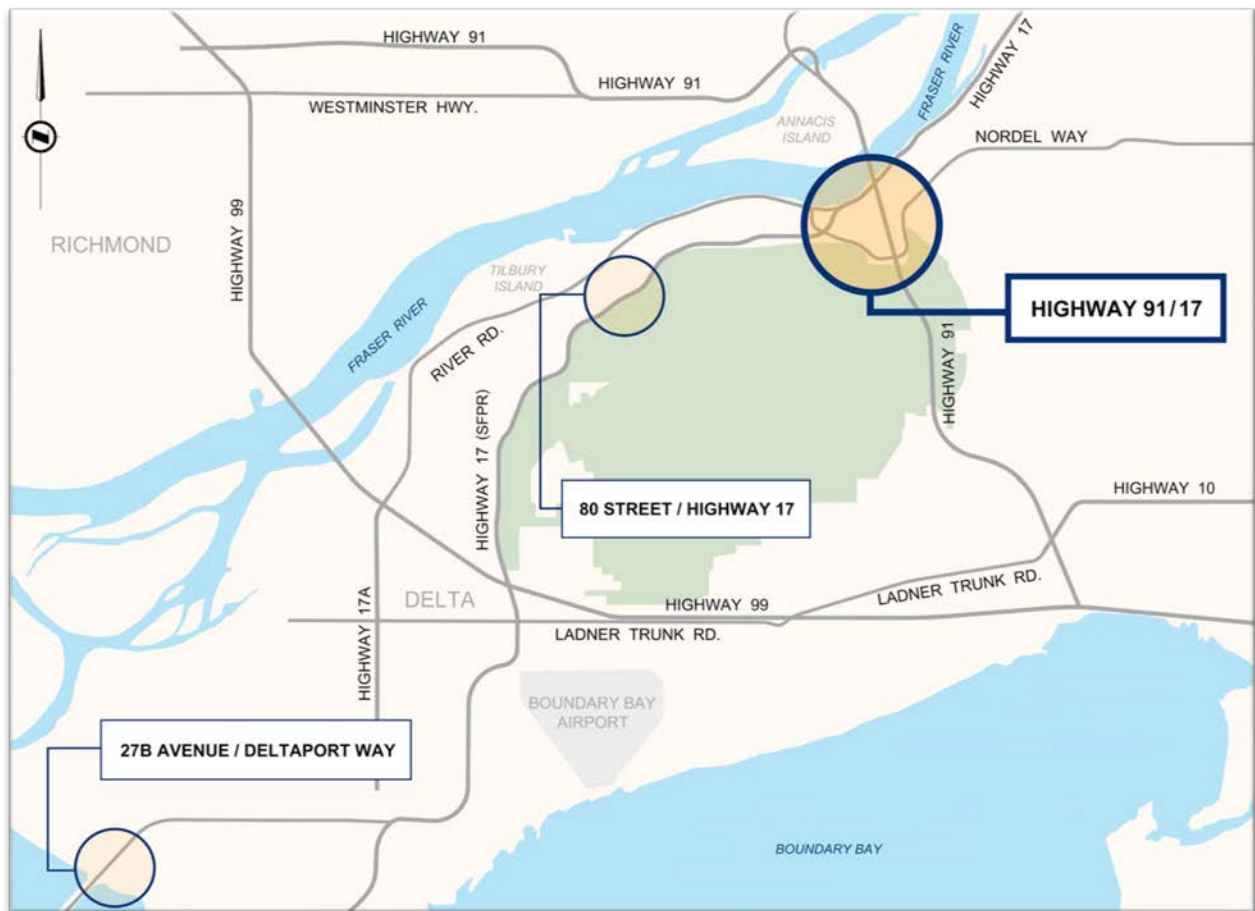 HIGHWAY 91
HIGHWAY 91
WESTMINSTER HWY.
FRASER RIVER
HIGHWAY 17
ANNACIS
ISLAND
NORDEL WAY
HIGHWAY 99
RICHMOND
TILBURY
ISLAND
HIGHWAY 91/17
FRASER RIVER
RIVER RD.
HIGHWAY 91
HIGHWAY 17 (SFPR)
80 STREET / HIGHWAY 17
HIGHWAY 10
LADNER TRUNK RD.
HIGHWAY 17A
DELTA
HIGHWAY 99
LADNER TRUNK RD.
BOUNDARY BAY
AIRPORT
27B AVENUE / DELTAPORT WAY
BOUNDARY BAY